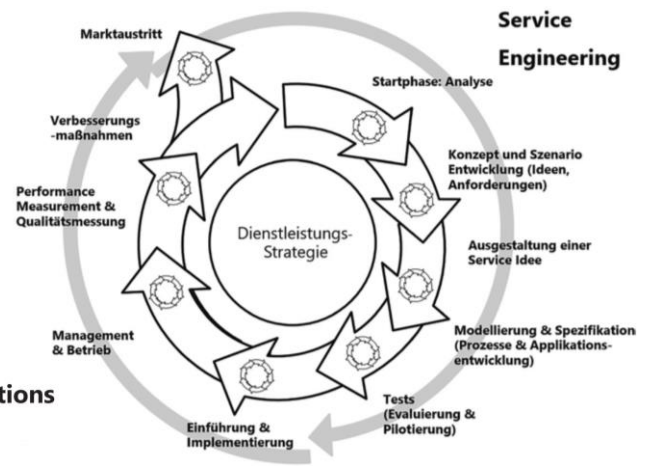 Service
Engineering
Marktaustritt
Startphase: Analyse
Verbesserungs
-maßnahmen
Konzept und Szenario
Entwicklung (Ideen,
Anforderungen)
Performance
Measurement &
Qualitätsmessung
Dienstleistungs-
Strategie
Ausgestaltung einer
Service Idee
Management
& Betrieb
Modellierung & Spezifikation
(Prozesse & Applikations-
entwicklung)
tions
Tests
(Evaluierung &
Pilotierung)
Einführung &
Implementierung